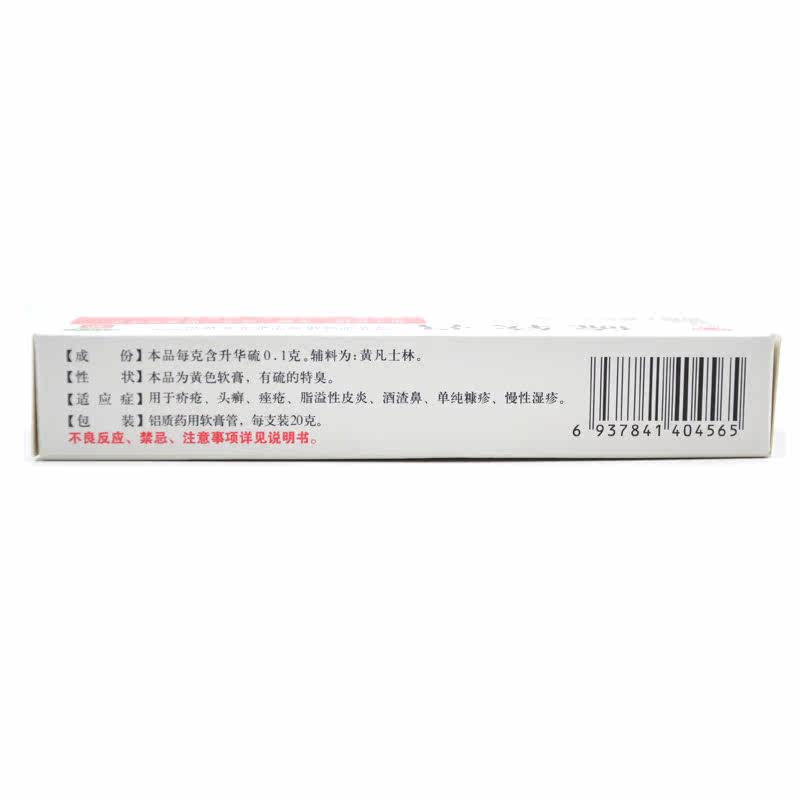 【成 份】本品每克含升华硫0.1克。辅料为:黄凡士林。
【性 状】本品为黄色软膏，有硫的特臭。
【适应症】用于疥疮、头癣、痤疮、脂溢性皮炎、酒渣鼻、单纯糠疹、慢性湿疹。
【包 装】铝质药用软膏管，每支装20克。
不良反应、禁忌、注意事项详见说明书。
6 937841 404565